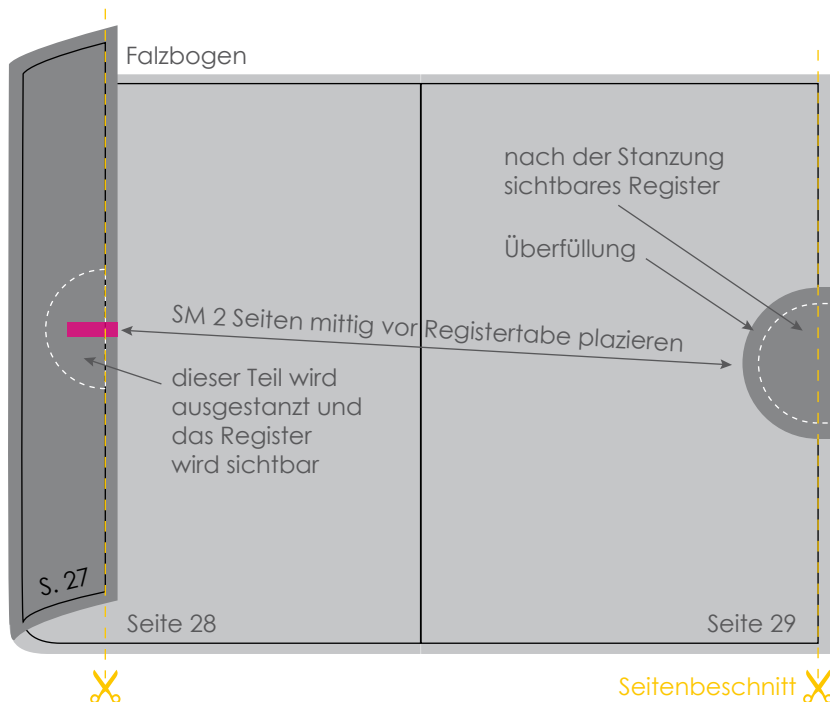 Falzbogen
nach der Stanzung
sichtbares Register
Überfüllung
SM 2 Seiten mittig vor Registertabe plazieren
dieser Teil wird
ausgestanzt und
das Register
wird sichtbar
S. 27
Seite 28
Seite 29
Seitenbeschnitt